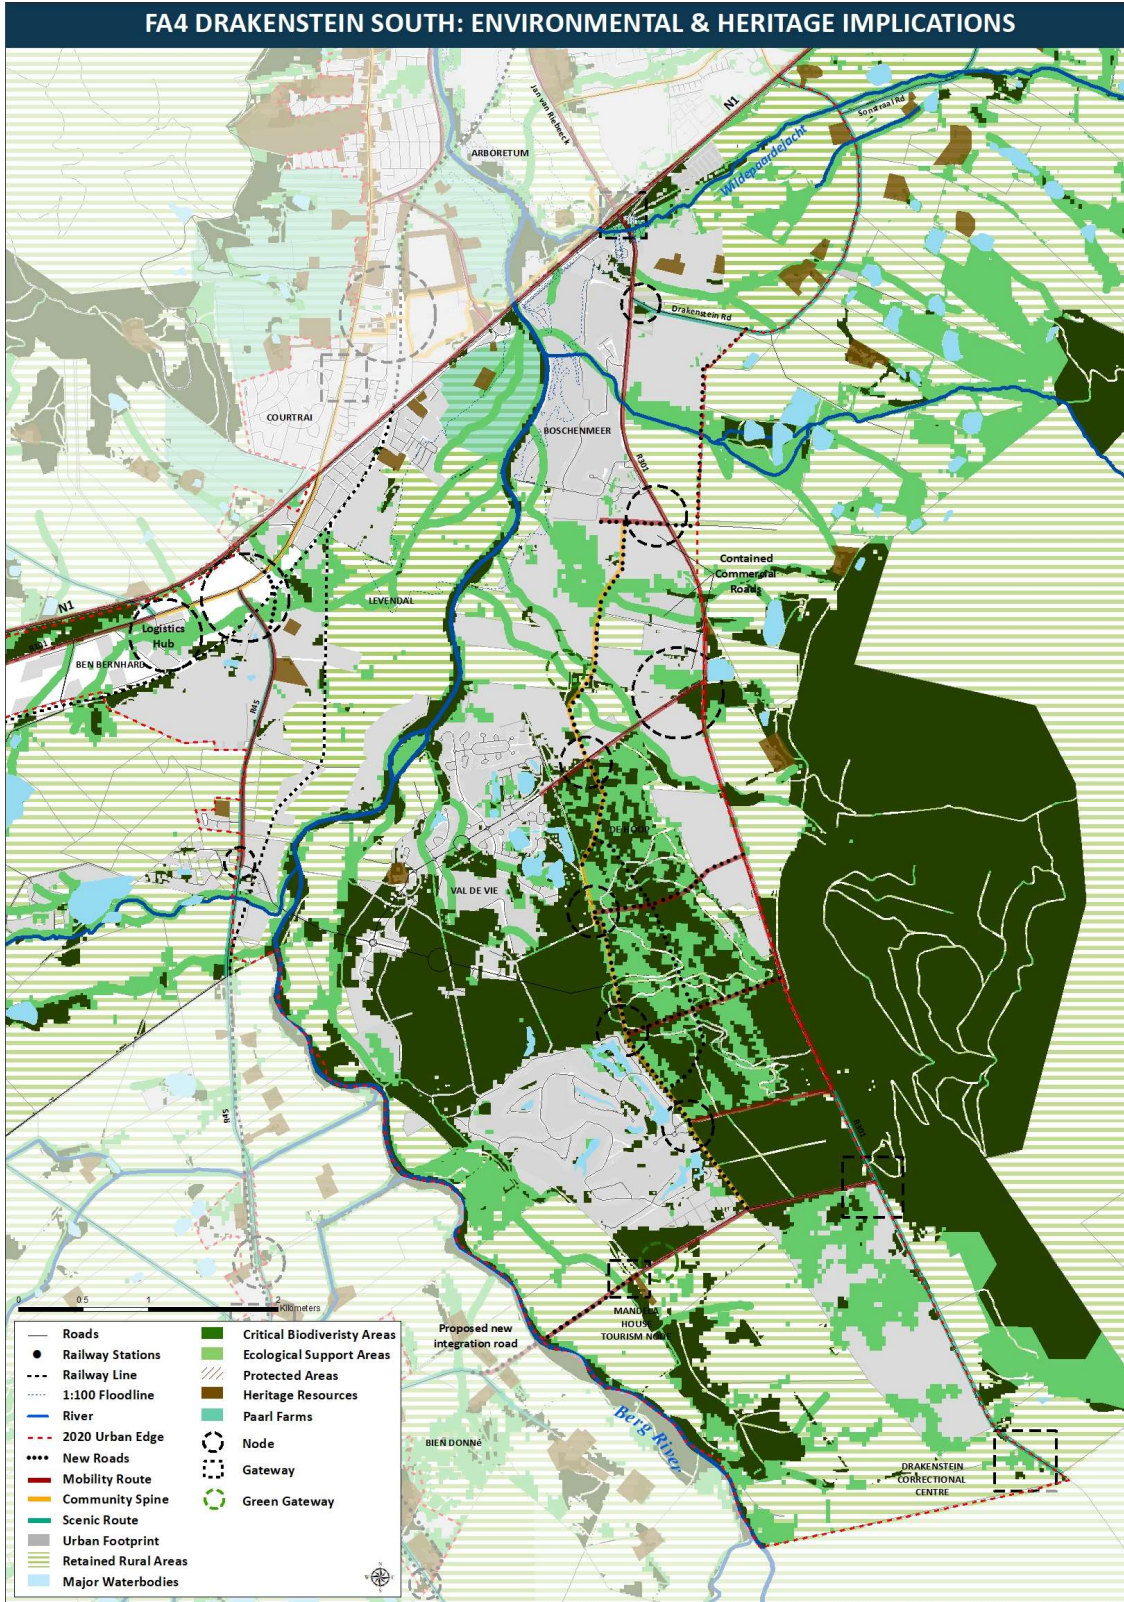 FA4 DRAKENSTEIN SOUTH: ENVIRONMENTAL & HERITAGE IMPLICATIONS
N1
Jan van Riebeeck
Sonstraal Rd
ARBORETUM
Wildepaardejacht
Drakenstein Rd
COURTRAI
BOSCHENMEER
R301
Contained
Commercial
Roads
N1
LEVENDAL
Logistics
Hub
R101
BEN BERNHARD
R45
DE HOOP
VAL DE VIE
R45
R301
0 0.5 1 2
Kilometers
MANDELA
HOUSE
TOURISM NODE
Proposed new
integration road
Berg River
BIEN DONNé
DRAKENSTEIN
CORRECTIONAL
CENTRE
Roads
Railway Stations
Railway Line
1:100 Floodline
River
2020 Urban Edge
New Roads
Mobility Route
Community Spine
Scenic Route
Urban Footprint
Retained Rural Areas
Major Waterbodies
Critical Biodiveristy Areas
Ecological Support Areas
Protected Areas
Heritage Resources
Paarl Farms
Node
Gateway
Green Gateway